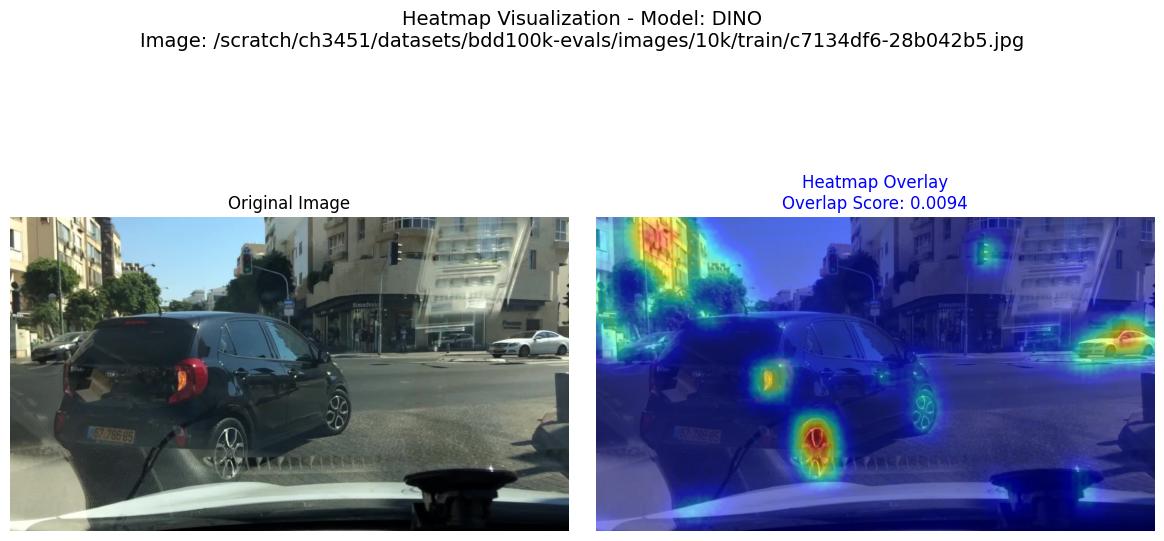 Heatmap Visualization - Model: DINO
Image: /scratch/ch3451/datasets/bdd100k-evals/images/10k/train/c7134df6-28b042b5.jpg
Original Image
Heatmap Overlay
Overlap Score: 0.0094